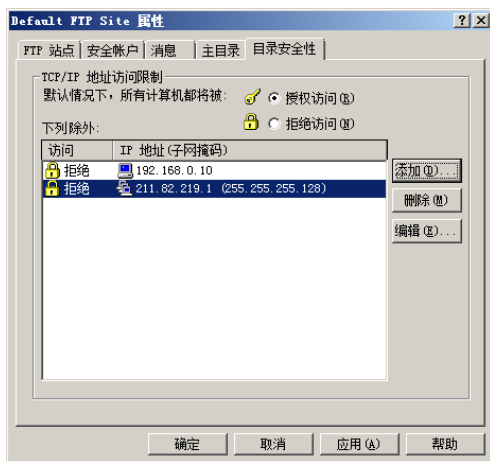 Default FTP Site 属性
FTP 站点 安全帐户 消息 主目录 目录安全性
TCP/IP 地址访问限制
默认情况下，所有计算机都将被: 授权访问(R)
拒绝访问(N)
下列除外:
访问 IP 地址(子网掩码)
拒绝 192.168.0.10
拒绝 211.82.219.1 (255.255.255.128)
添加(D)...
删除(M)
编辑(E)...
确定 取消 应用(A) 帮助